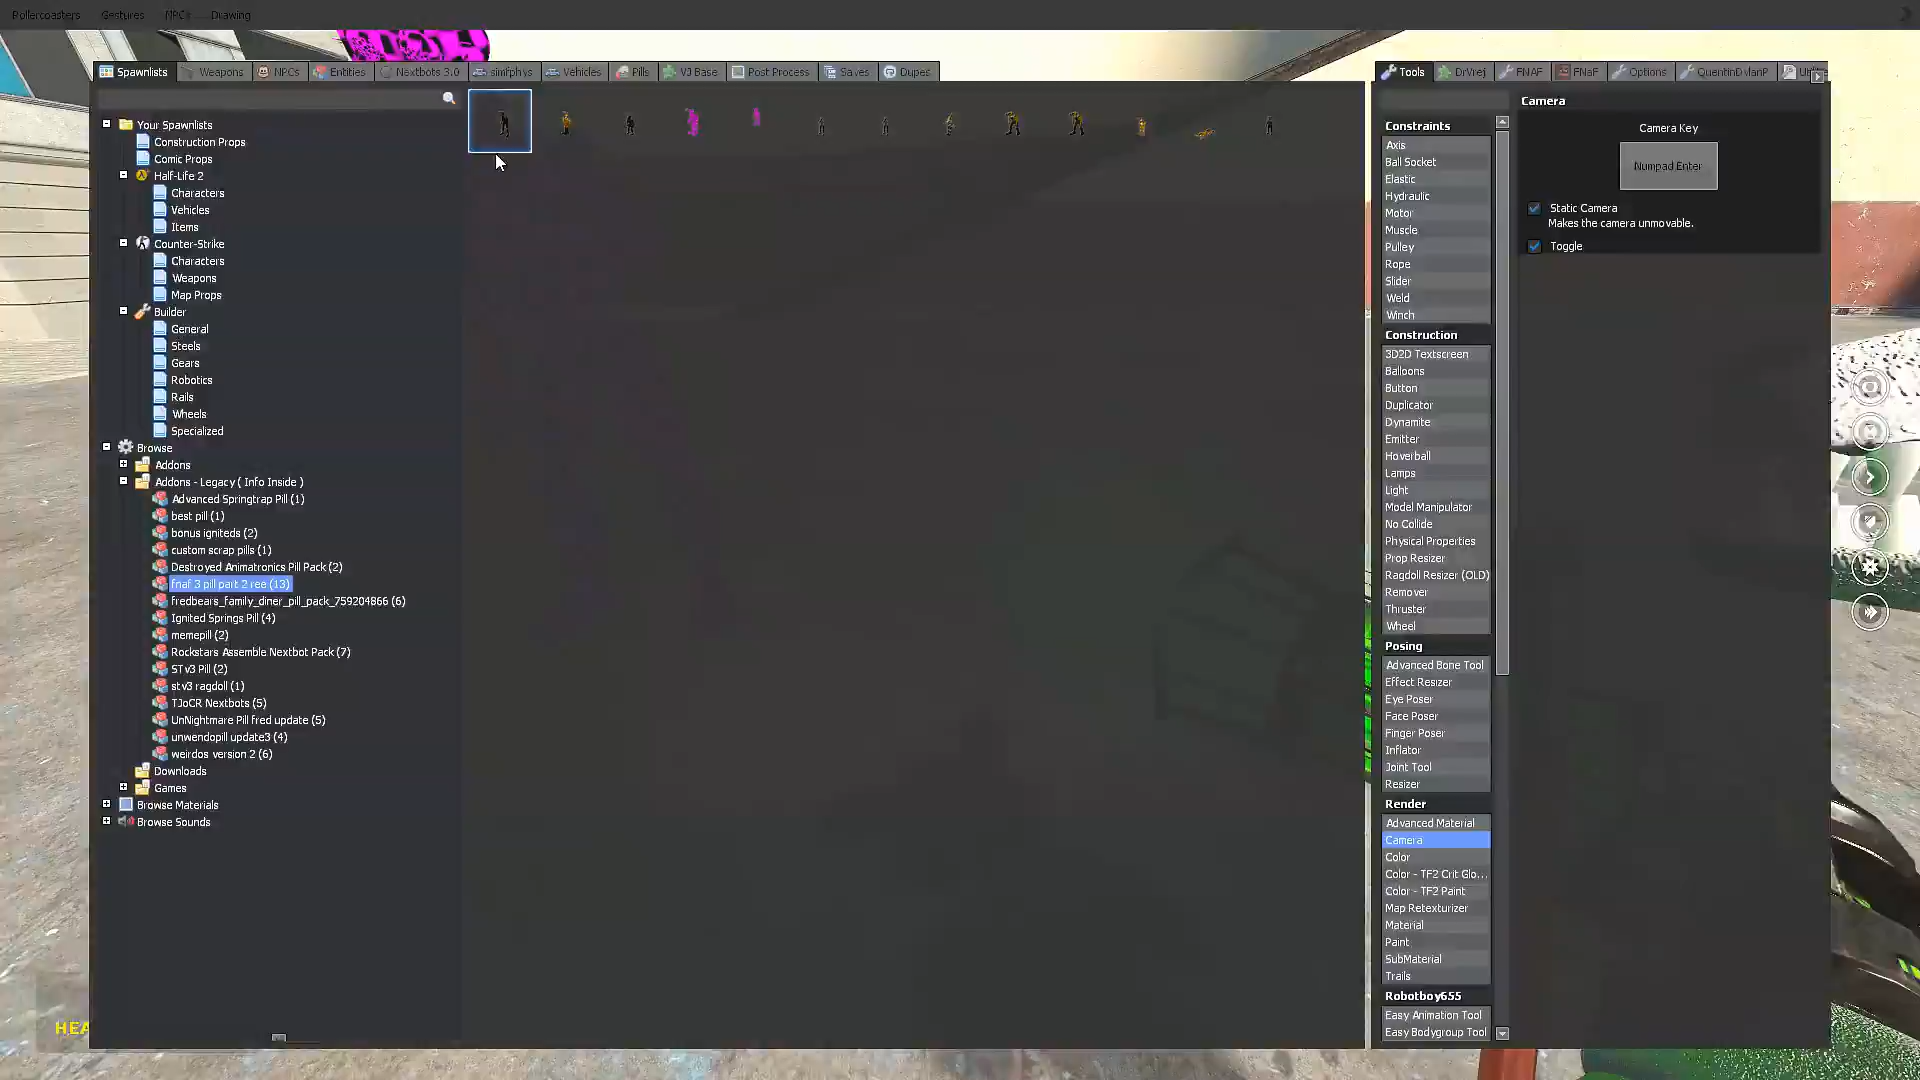 Rollercoasters Gestures NPCs Drawing
Spawnlists Weapons NPCs Entities Nextbots 3.0 simfphys Vehicles Pills VJ Base Post Process Saves Dupes
Tools DrVrej FNAF FNaF Options QuentinDylanP
Your Spawnlists
Construction Props
Comic Props
Half-Life 2
Characters
Vehicles
Items
Counter-Strike
Characters
Weapons
Map Props
Builder
General
Steels
Gears
Robotics
Rails
Wheels
Specialized
Browse
Addons
Addons - Legacy ( Info Inside )
Advanced Springtrap Pill (1)
best pill (1)
bonus igniteds (2)
custom scrap pills (1)
Destroyed Animatronics Pill Pack (2)
fnaf 3 pill part 2 ree (13)
fredbears_family_diner_pill_pack_759204866 (6)
Ignited Springs Pill (4)
memepill (2)
Rockstars Assemble Nextbot Pack (7)
STv3 Pill (2)
stv3 ragdoll (1)
TJoCR Nextbots (5)
UnNightmare Pill fred update (5)
unwendopill update3 (4)
weirdos version 2 (6)
Downloads
Games
Browse Materials
Browse Sounds
HEA
Constraints
Axis
Ball Socket
Elastic
Hydraulic
Motor
Muscle
Pulley
Rope
Slider
Weld
Winch
Construction
3D2D Textscreen
Balloons
Button
Duplicator
Dynamite
Emitter
Hoverball
Lamps
Light
Model Manipulator
No Collide
Physical Properties
Prop Resizer
Ragdoll Resizer (OLD)
Remover
Thruster
Wheel
Posing
Advanced Bone Tool
Effect Resizer
Eye Poser
Face Poser
Finger Poser
Inflator
Joint Tool
Resizer
Render
Advanced Material
Camera
Color
Color - TF2 Crit Glo...
Color - TF2 Paint
Map Retexturizer
Material
Paint
SubMaterial
Trails
Robotboy655
Easy Animation Tool
Easy Bodygroup Tool
Camera
Camera Key
Numpad Enter
Static Camera
Makes the camera unmovable.
Toggle